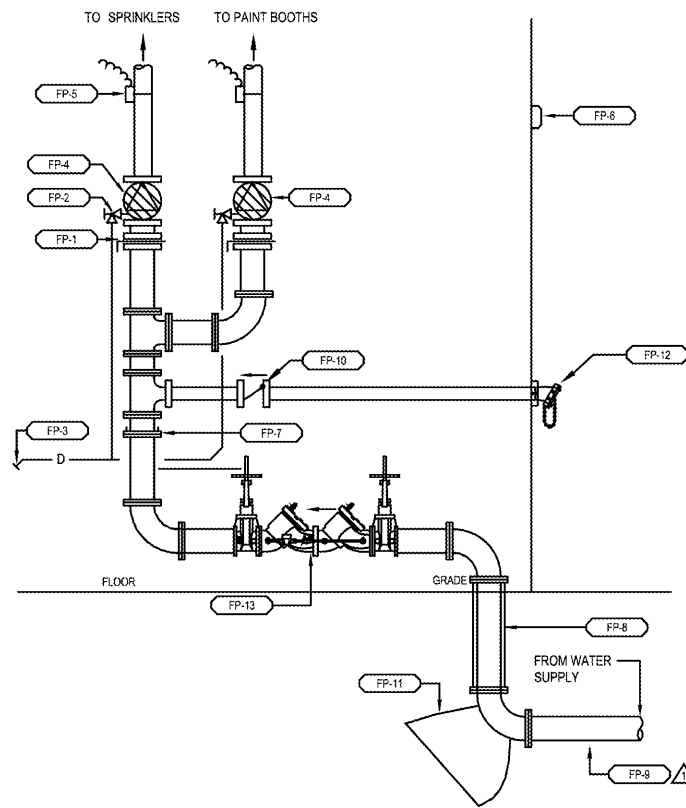 TO SPRINKLERS
TO PAINT BOOTHS
FP-5
FP-6
FP-4
FP-2
FP-4
FP-1
FP-10
FP-12
FP-3
FP-7
D
FLOOR
GRADE
FP-13
FP-8
FROM WATER
SUPPLY
FP-11
FP-9
1